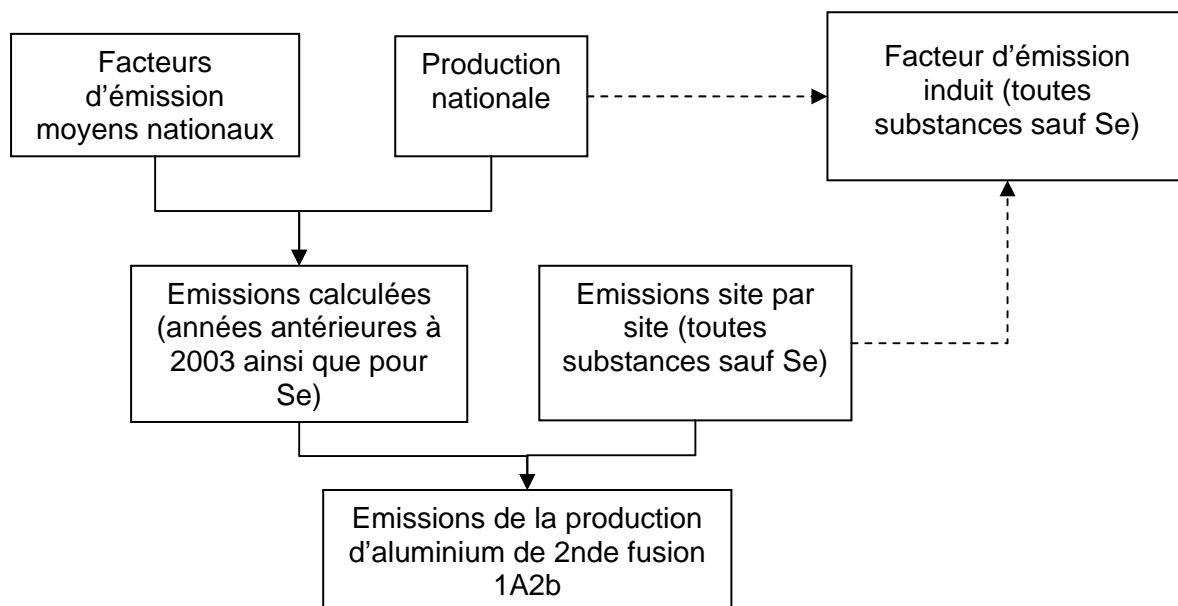 Facteurs
d’émission
moyens nationaux
Production
nationale
Facteur d’émission
induit (toutes
substances sauf Se)
Emissions calculées
(années antérieures à
2003 ainsi que pour
Se)
Emissions site par
site (toutes
substances sauf Se)
Emissions de la production
d’aluminium de 2nde fusion
1A2b